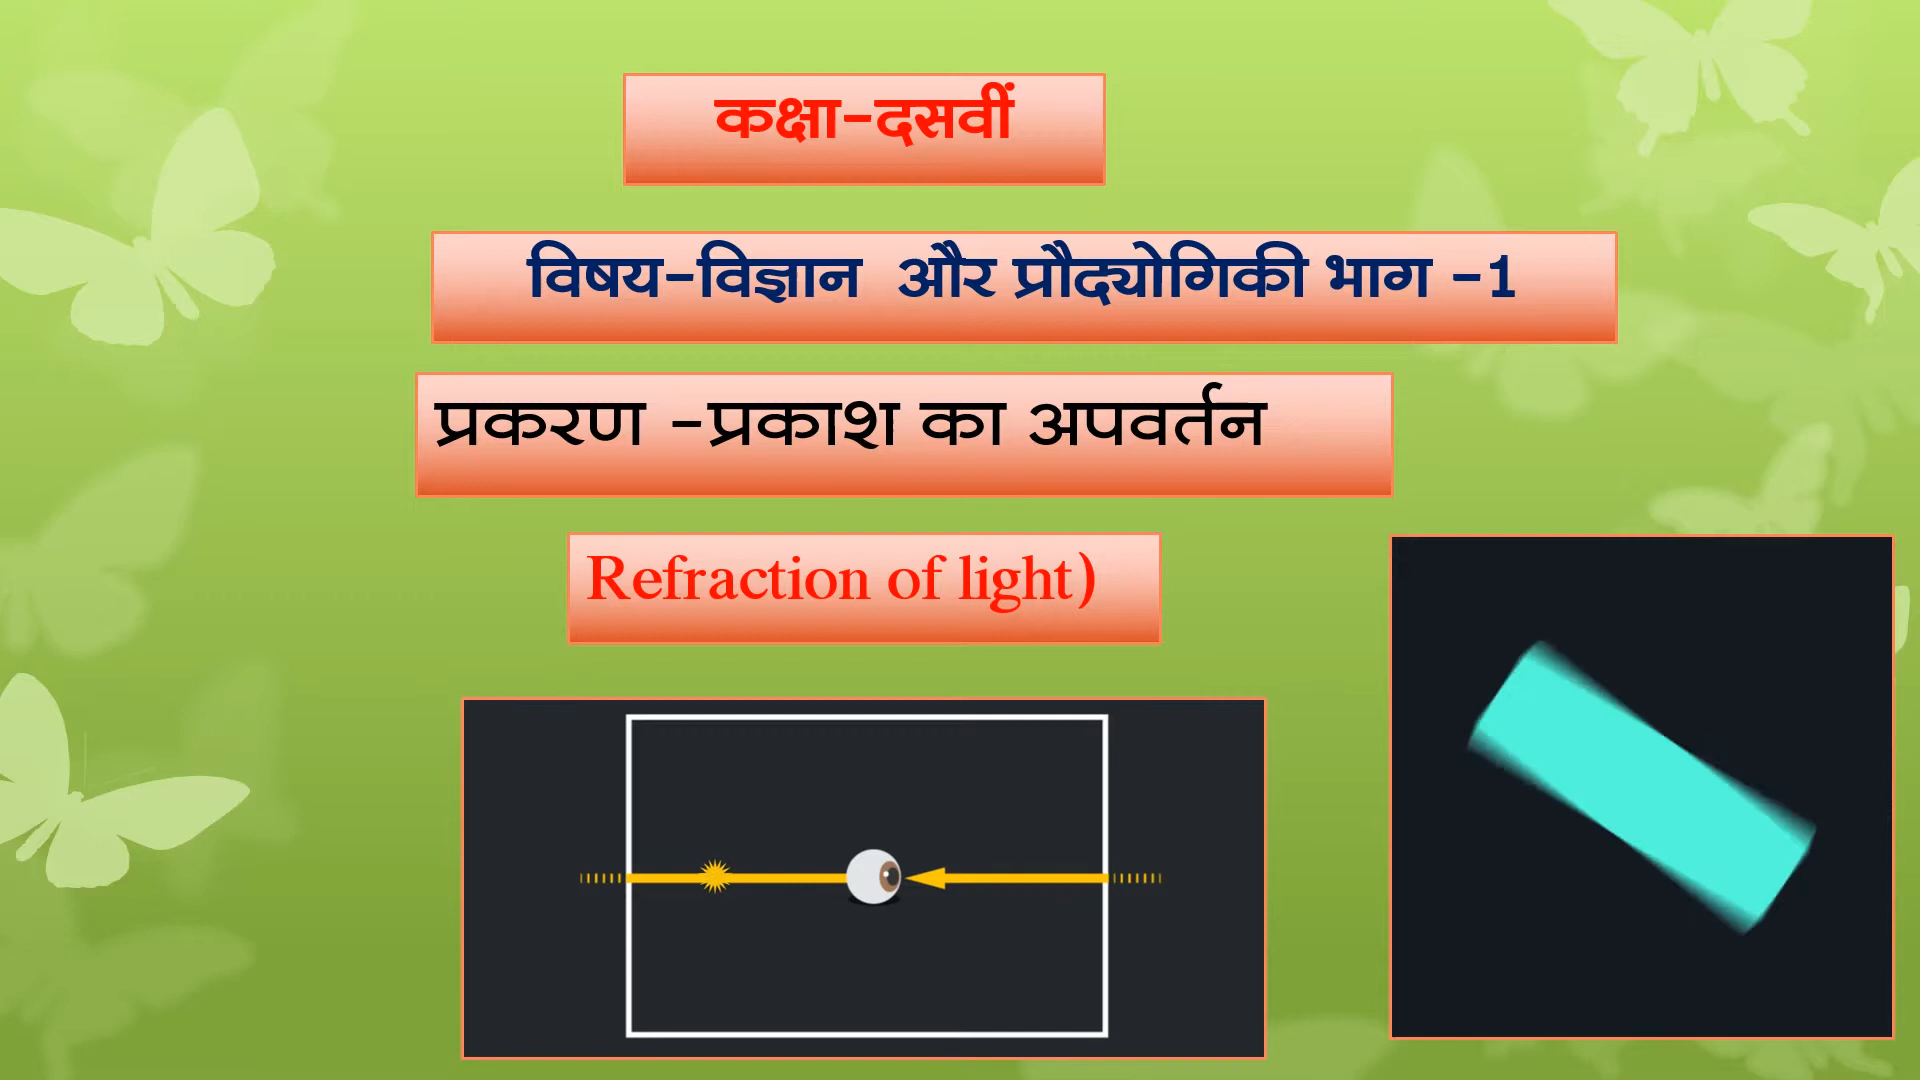 कक्षा-दसवीं
विषय-विज्ञान और प्रौद्योगिकी भाग -1
प्रकरण -प्रकाश का अपवर्तन
Refraction of light)